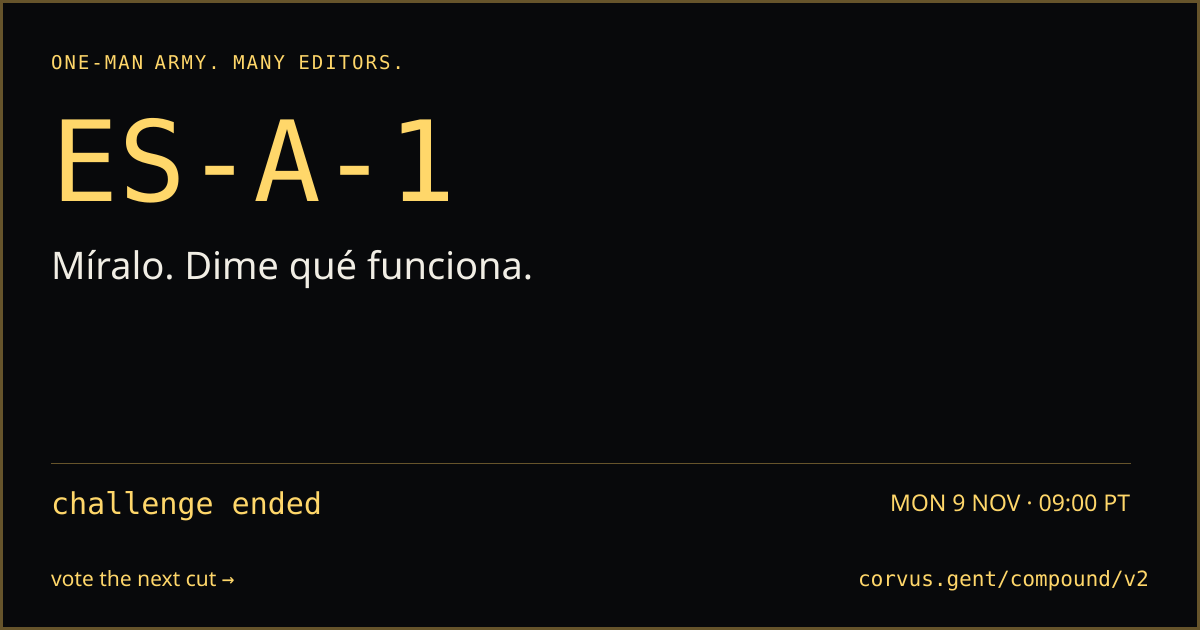 ONE-MAN ARMY. MANY EDITORS.
ES-A-1
Míralo. Dime qué funciona.
challenge ended
MON 9 NOV · 09:00 PT
vote the next cut →
corvus.gent/compound/v2